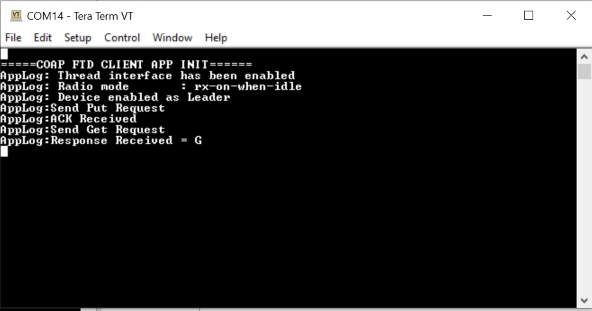 VT COM14 - Tera Term VT
File Edit Setup Control Window Help
=====COAP FTD CLIENT APP INIT======
AppLog: Thread interface has been enabled
AppLog: Radio mode       : rx-on-when-idle
AppLog: Device enabled as Leader
AppLog:Send Put Request
AppLog:ACK Received
AppLog:Send Get Request
AppLog:Response Received = G